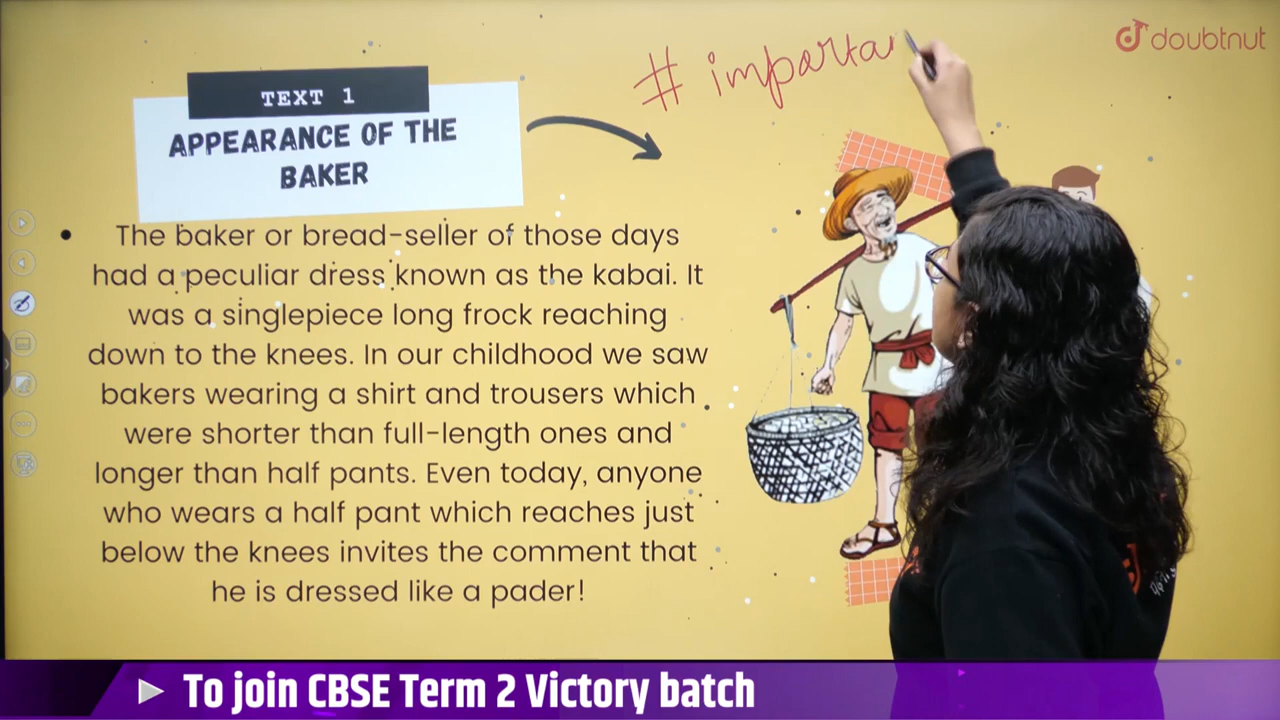 # importan
doubtnut
TEXT 1
APPEARANCE OF THE
BAKER
• The baker or bread-seller of those days
had a peculiar dress known as the kabai. It
was a singlepiece long frock reaching
down to the knees. In our childhood we saw
bakers wearing a shirt and trousers which
were shorter than full-length ones and
longer than half pants. Even today, anyone
who wears a half pant which reaches just
below the knees invites the comment that
he is dressed like a pader!
To join CBSE Term 2 Victory batch